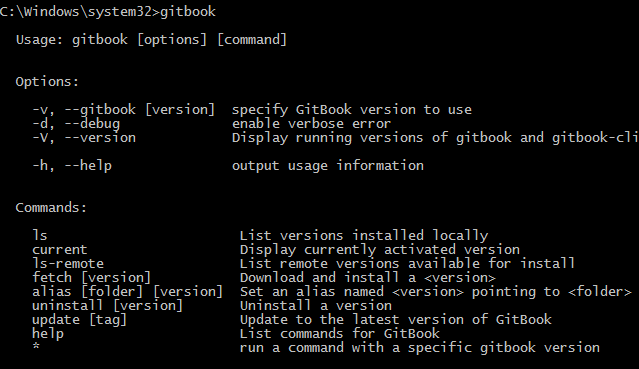 C:\Windows\system32>gitbook
Usage: gitbook [options] [command]
Options:
-v, --gitbook [version]  specify GitBook version to use
-d, --debug              enable verbose error
-V, --version            Display running versions of gitbook and gitbook-cli
-h, --help               output usage information
Commands:
ls                        List versions installed locally
current                   Display currently activated version
ls-remote                 List remote versions available for install
fetch [version]           Download and install a <version>
alias [folder] [version]  Set an alias named <version> pointing to <folder>
uninstall [version]       Uninstall a version
update [tag]              Update to the latest version of GitBook
help                      List commands for GitBook
*                         run a command with a specific gitbook version